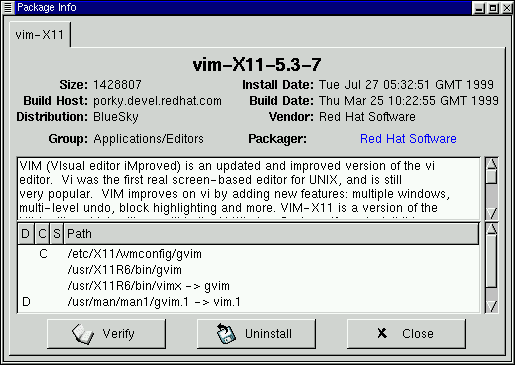 Package Info
vim-X11
vim-X11-5.3-7
Size: 1428807 Install Date: Tue Jul 27 05:32:51 GMT 1999
Build Host: porky.devel.redhat.com Build Date: Thu Mar 25 10:22:55 GMT 1999
Distribution: BlueSky Vendor: Red Hat Software
Group: Applications/Editors Packager: Red Hat Software
VIM (VIsual editor iMproved) is an updated and improved version of the vi
editor. Vi was the first real screen-based editor for UNIX, and is still
very popular. VIM improves on vi by adding new features: multiple windows,
multi-level undo, block highlighting and more. VIM-X11 is a version of the
D C S Path
C /etc/X11/wmconfig/gvim
/usr/X11R6/bin/gvim
/usr/X11R6/bin/vimx -> gvim
D /usr/man/man1/gvim.1 -> vim.1
Verify Uninstall Close